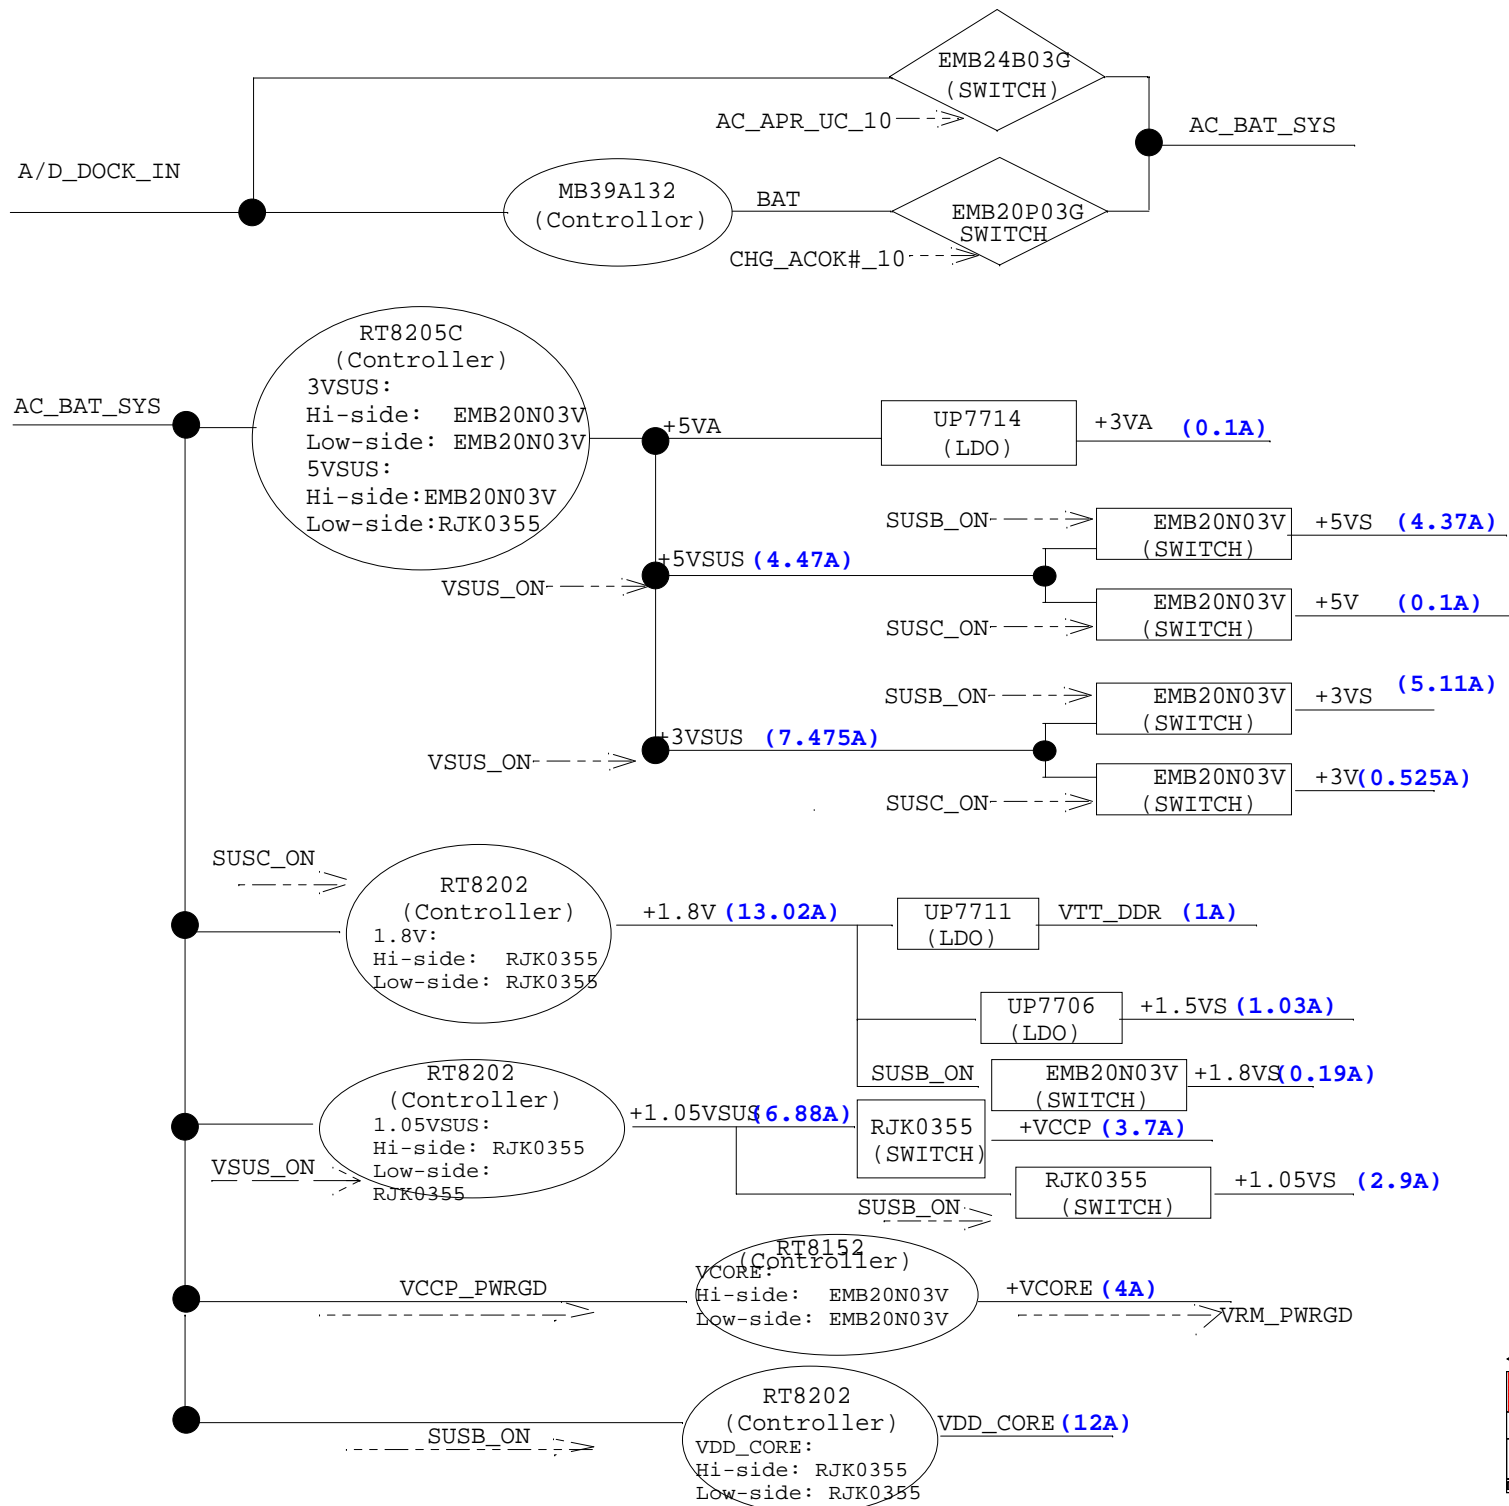 EMB24B03G
(SWITCH)
AC_APR_UC_10
AC_BAT_SYS
A/D_DOCK_IN
MB39A132
(Controllor)
BAT
EMB20P03G
SWITCH
CHG_ACOK#_10
RT8205C
(Controller)
3VSUS:
Hi-side: EMB20N03V
Low-side: EMB20N03V
5VSUS:
Hi-side:EMB20N03V
Low-side:RJK0355
AC_BAT_SYS
+5VA
UP7714
(LDO)
+3VA (0.1A)
SUSB_ON
EMB20N03V
(SWITCH)
+5VS (4.37A)
+5VSUS (4.47A)
VSUS_ON
EMB20N03V
(SWITCH)
+5V (0.1A)
SUSC_ON
SUSB_ON
EMB20N03V
(SWITCH)
+3VS (5.11A)
+3VSUS (7.475A)
VSUS_ON
EMB20N03V
(SWITCH)
+3V(0.525A)
SUSC_ON
SUSC_ON
RT8202
(Controller)
1.8V:
Hi-side: RJK0355
Low-side: RJK0355
+1.8V (13.02A)
UP7711
(LDO)
VTT_DDR (1A)
UP7706
(LDO)
+1.5VS (1.03A)
SUSB_ON
EMB20N03V
(SWITCH)
+1.8VS(0.19A)
RT8202
(Controller)
1.05VSUS:
Hi-side: RJK0355
Low-side:
RJK0355
VSUS_ON
+1.05VSUS(6.88A)
RJK0355
(SWITCH)
+VCCP (3.7A)
RJK0355
(SWITCH)
+1.05VS (2.9A)
SUSB_ON
RT8152
(Controller)
VCORE:
Hi-side: EMB20N03V
Low-side: EMB20N03V
VCCP_PWRGD
+VCORE (4A)
VRM_PWRGD
RT8202
(Controller)
VDD_CORE:
Hi-side: RJK0355
Low-side: RJK0355
SUSB_ON
VDD_CORE (12A)